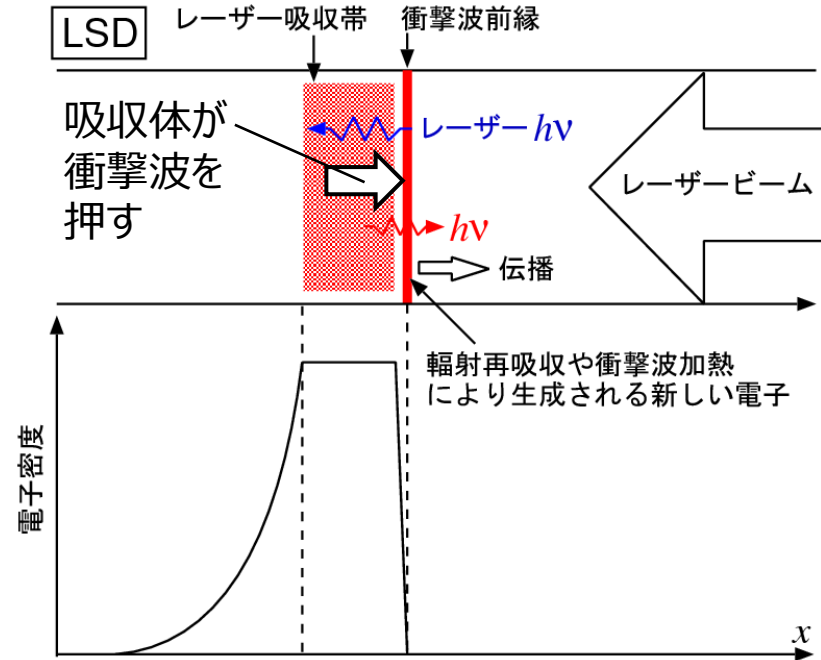 LSD
レーザー吸収帯
衝撃波前縁
吸収体が
衝撃波を
押す
レーザー hν
レーザービーム
hν
伝播
輻射再吸収や衝撃波加熱
により生成される新しい電子
電子密度
x